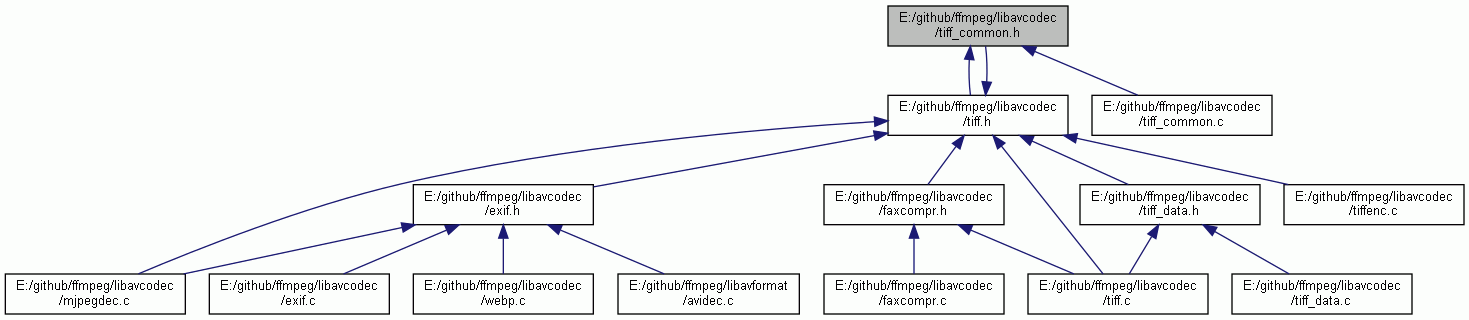 E:/github/ffmpeg/libavcodec
/tiff_common.h
E:/github/ffmpeg/libavcodec
/tiff.h
E:/github/ffmpeg/libavcodec
/tiff_common.c
E:/github/ffmpeg/libavcodec
/exif.h
E:/github/ffmpeg/libavcodec
/faxcompr.h
E:/github/ffmpeg/libavcodec
/tiff_data.h
E:/github/ffmpeg/libavcodec
/tiffenc.c
E:/github/ffmpeg/libavcodec
/mjpegdec.c
E:/github/ffmpeg/libavcodec
/exif.c
E:/github/ffmpeg/libavcodec
/webp.c
E:/github/ffmpeg/libavformat
/avidec.c
E:/github/ffmpeg/libavcodec
/faxcompr.c
E:/github/ffmpeg/libavcodec
/tiff.c
E:/github/ffmpeg/libavcodec
/tiff_data.c